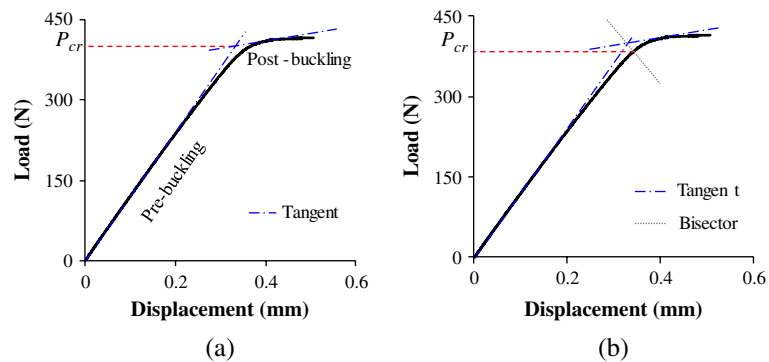 450
P_cr
300
150
0
Load (N)
Post -buckling
Pre-buckling
Tangent
0
0.2
0.4
0.6
Displacement (mm)
(a)
450
P_cr
300
150
0
Load (N)
Tangen t
Bisector
0
0.2
0.4
0.6
Displacement (mm)
(b)